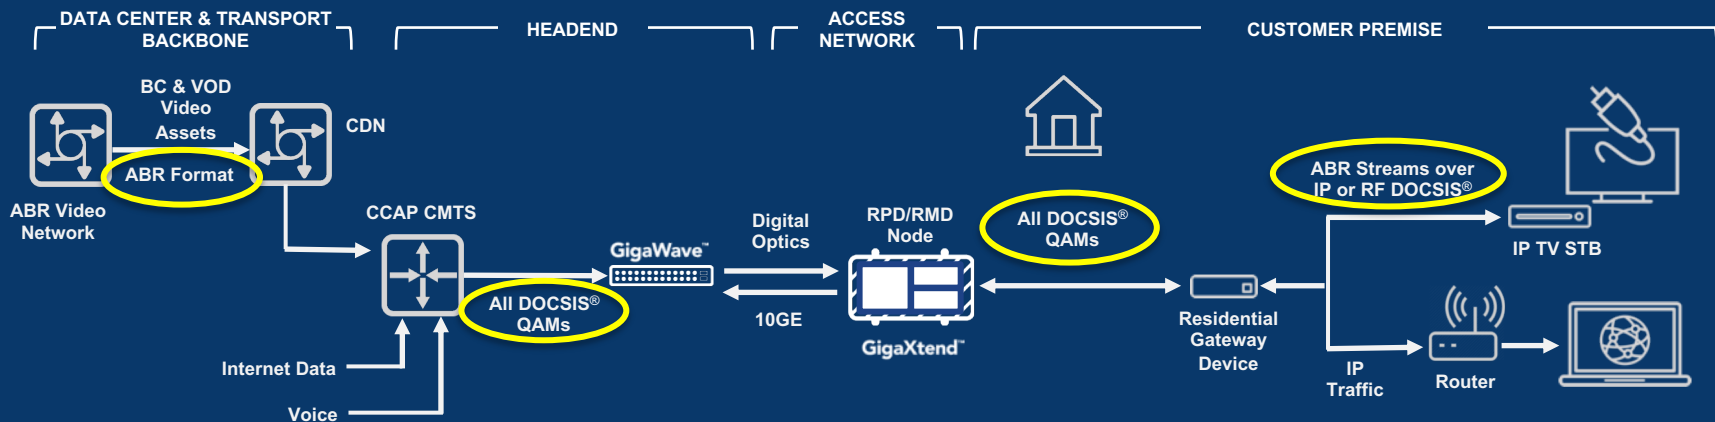 DATA CENTER & TRANSPORT
BACKBONE
HEADEND
ACCESS
NETWORK
CUSTOMER PREMISE
BC & VOD
Video
Assets
CDN
ABR Format
ABR Video
Network
CCAP CMTS
GigaWave™
All DOCSIS®
QAMs
Internet Data
Voice
Digital
Optics
10GE
RPD/RMD
Node
GigaXtend™
All DOCSIS®
QAMs
Residential
Gateway
Device
ABR Streams over
IP or RF DOCSIS®
IP TV STB
IP
Traffic
Router